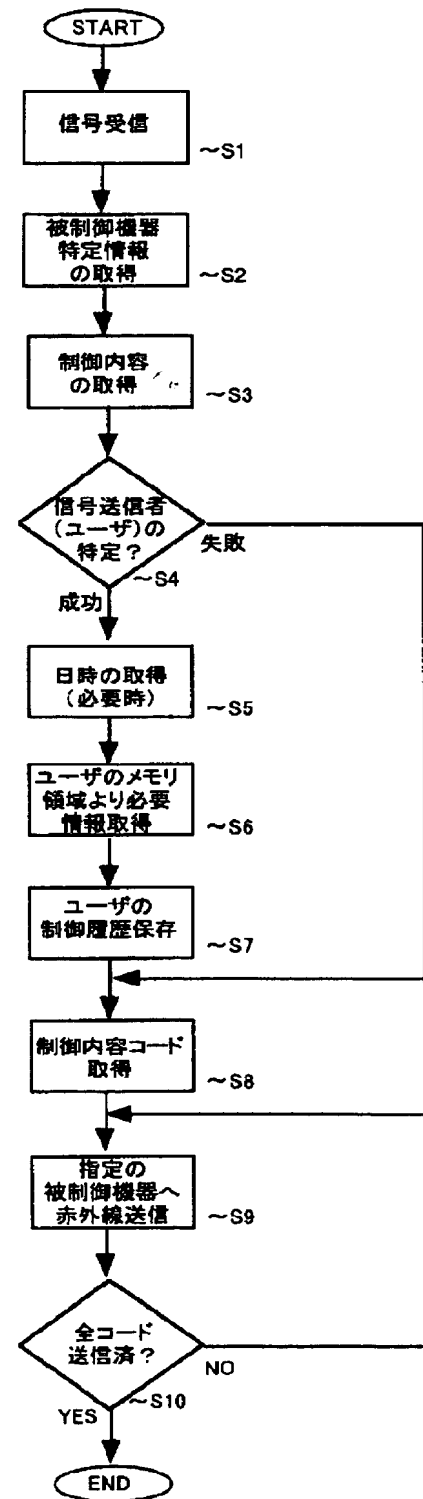 START
信号受信
～S1
被制御機器
特定情報
の取得
～S2
制御内容
の取得
～S3
信号送信者
(ユーザ)の
特定？
～S4
失敗
成功
日時の取得
(必要時)
～S5
ユーザのメモリ
領域より必要
情報取得
～S6
ユーザの
制御履歴保存
～S7
制御内容コード
取得
～S8
指定の
被制御機器へ
赤外線送信
～S9
全コード
送信済？
～S10
NO
YES
END